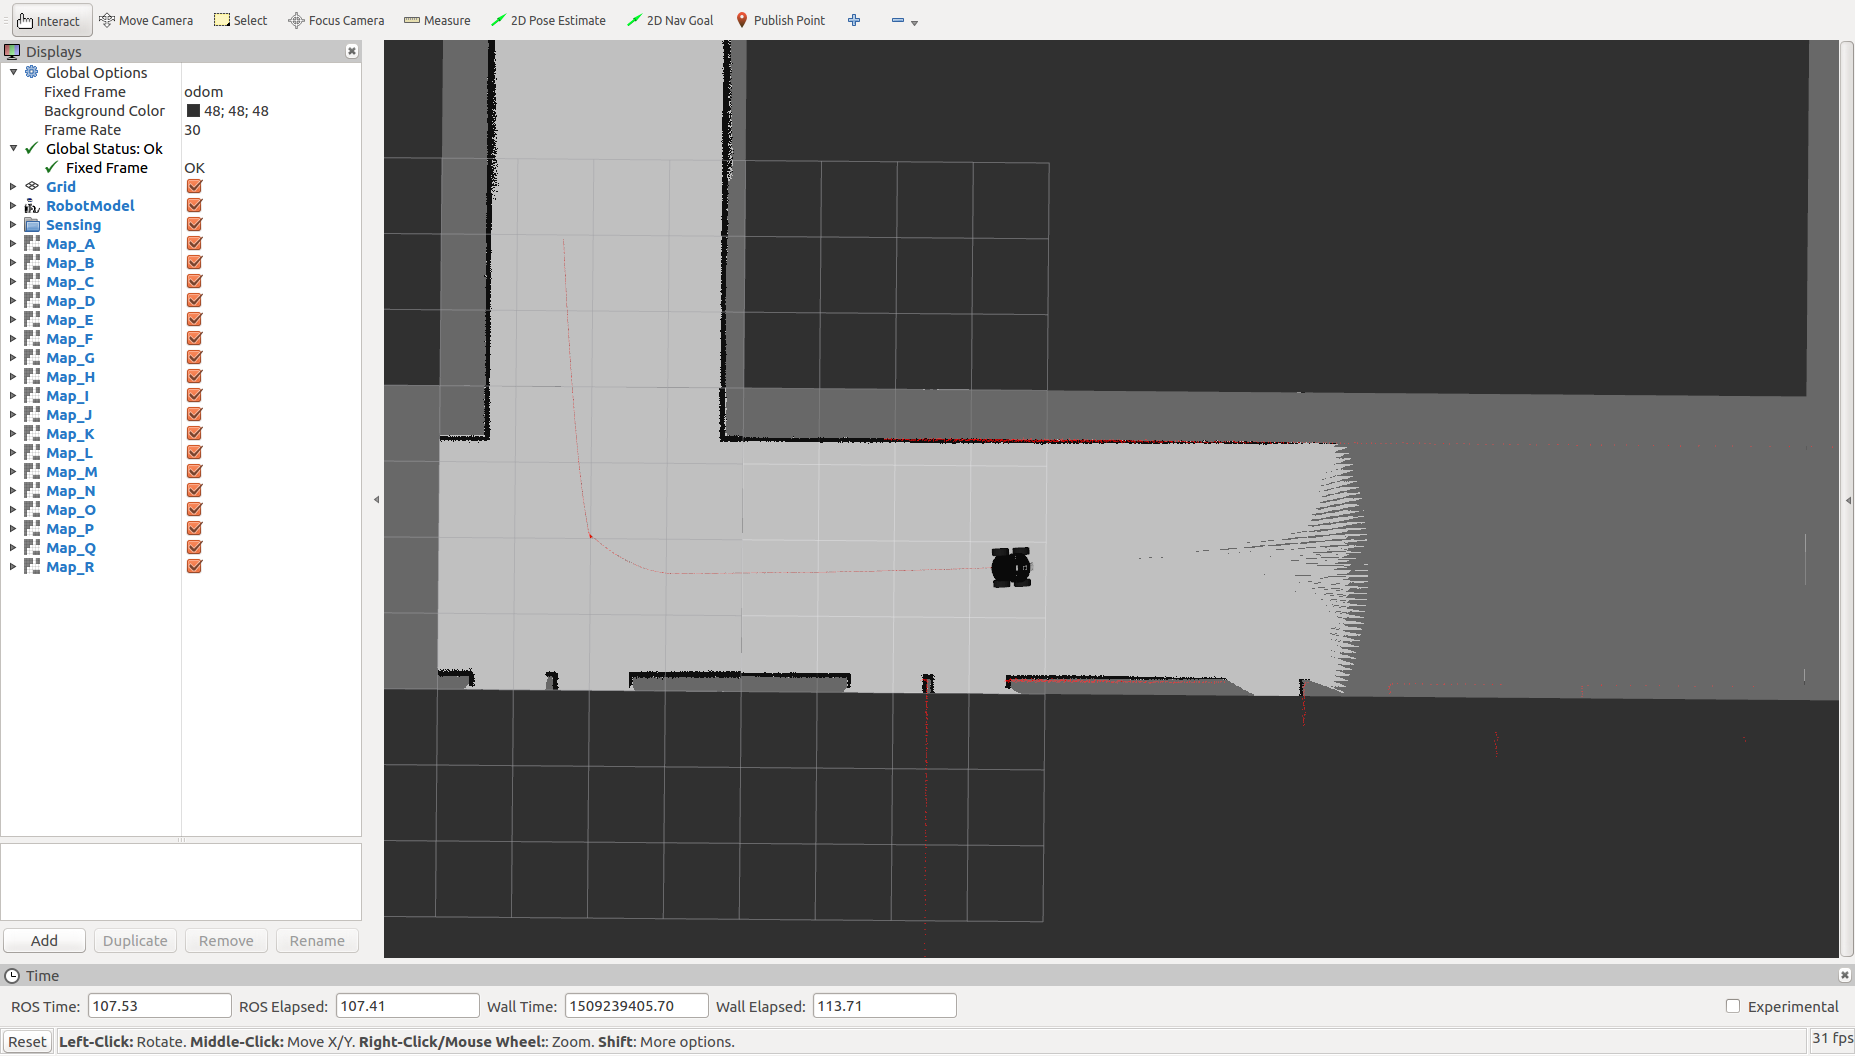 Interact Move Camera Select Focus Camera Measure 2D Pose Estimate 2D Nav Goal Publish Point
Displays
Global Options
Fixed Frame odom
Background Color 48; 48; 48
Frame Rate 30
Global Status: Ok
Fixed Frame OK
Grid
RobotModel
Sensing
Map_A
Map_B
Map_C
Map_D
Map_E
Map_F
Map_G
Map_H
Map_I
Map_J
Map_K
Map_L
Map_M
Map_N
Map_O
Map_P
Map_Q
Map_R
Add Duplicate Remove Rename
Time
ROS Time: 107.53 ROS Elapsed: 107.41 Wall Time: 1509239405.70 Wall Elapsed: 113.71 Experimental
Reset Left-Click: Rotate. Middle-Click: Move X/Y. Right-Click/Mouse Wheel:: Zoom. Shift: More options. 31 fps